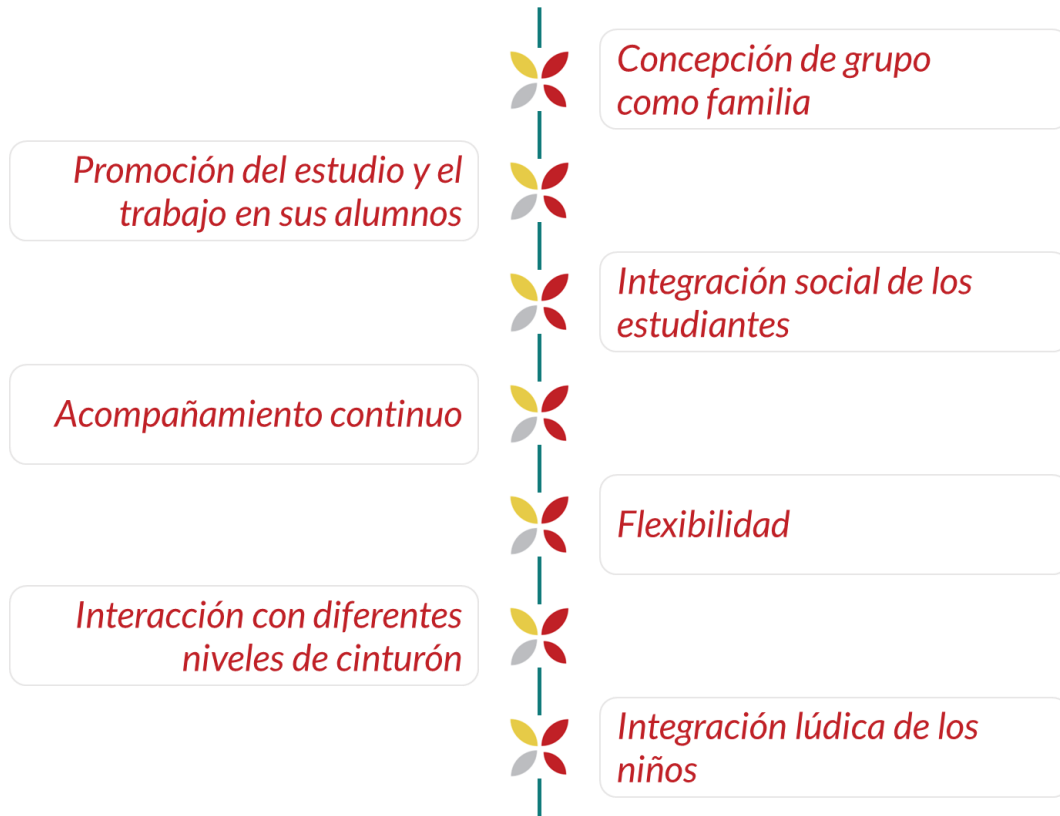 Concepción de grupo
como familia
Promoción del estudio y el
trabajo en sus alumnos
Integración social de los
estudiantes
Acompañamiento continuo
Flexibilidad
Interacción con diferentes
niveles de cinturón
Integración lúdica de los
niños